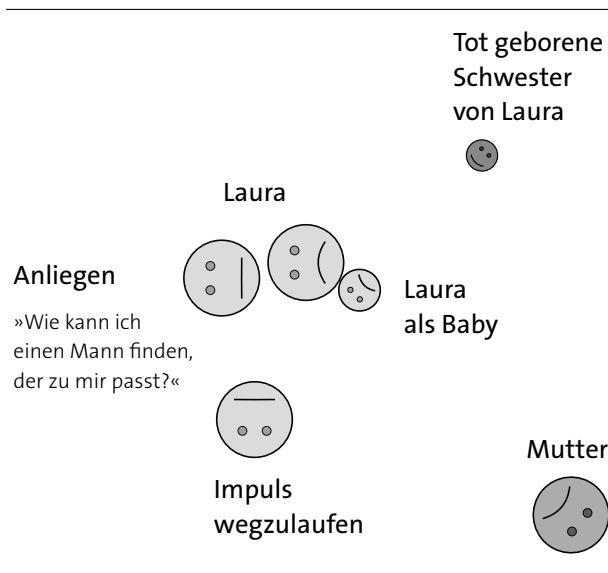 Tot geborene
Schwester
von Laura
Laura
Anliegen
»Wie kann ich
einen Mann finden,
der zu mir passt?«
Laura
als Baby
Impuls
wegzulaufen
Mutter